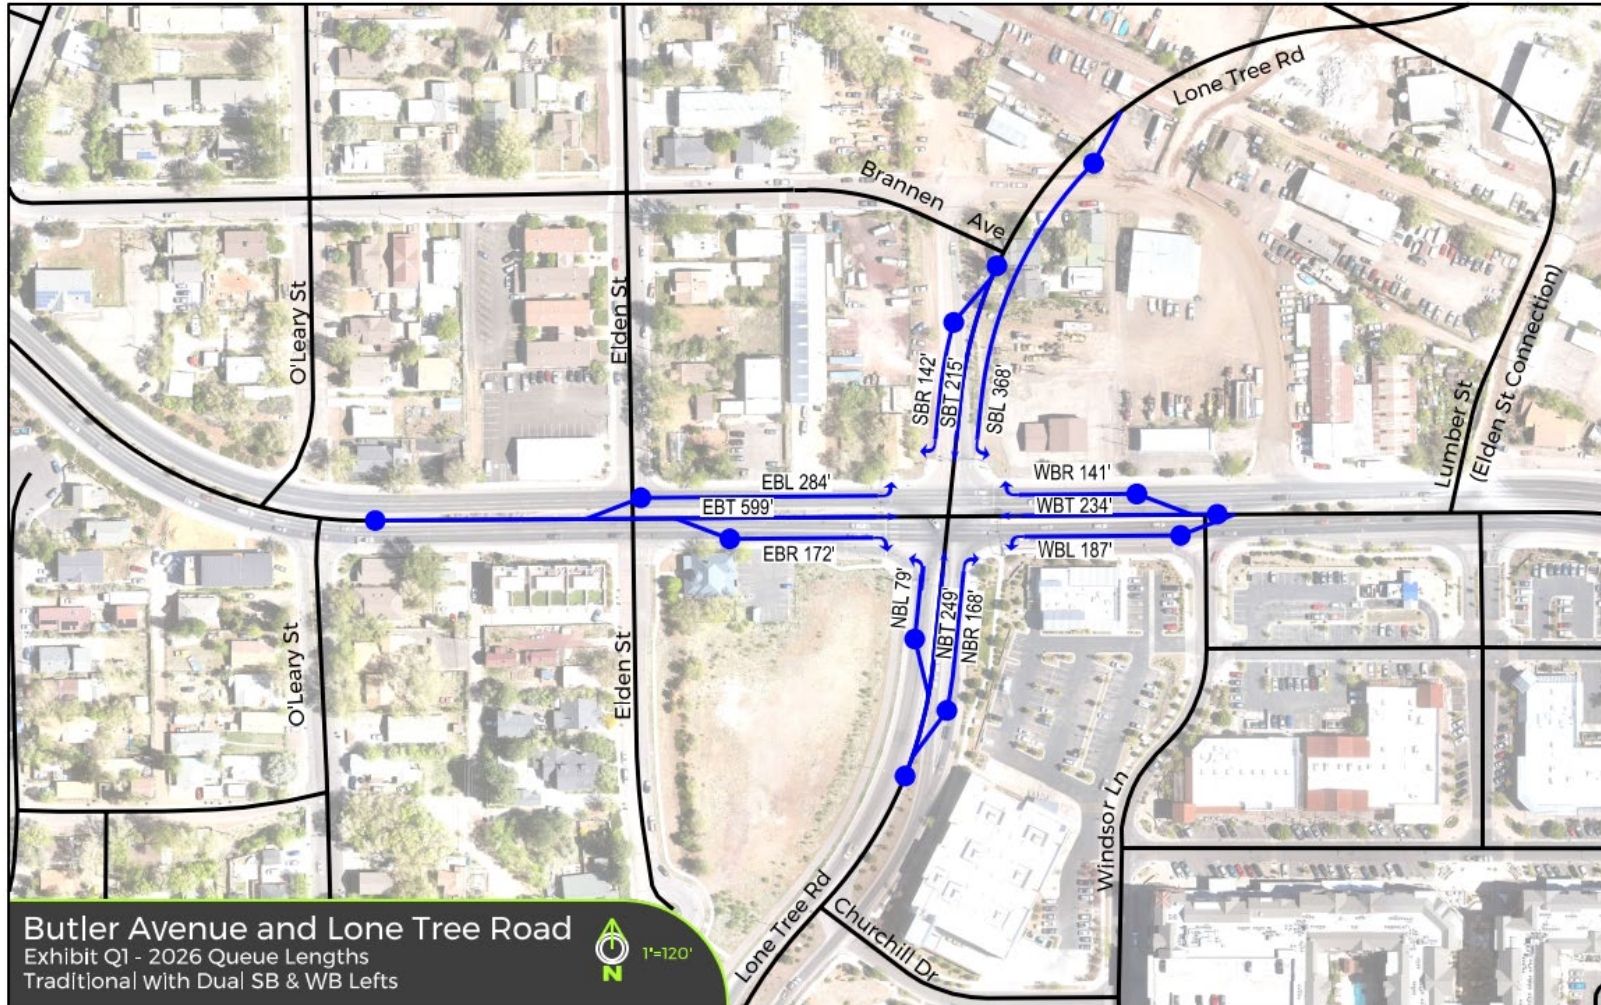 Lone Tree Rd
Brannen Ave
O'Leary St
Elden St
SBR 142'
SBT 215'
SBL 368'
Lumber St
(Elden St Connection)
EBL 284'
WBR 141'
EBT 599'
WBT 234'
EBR 172'
WBL 187'
NBL 79'
NBT 249'
NBR 168'
O'Leary St
Elden St
Windsor Ln
Lone Tree Rd
Churchill Dr
Butler Avenue and Lone Tree Road
Exhibit Q1 - 2026 Queue Lengths
Traditional with Dual SB & WB Lefts
N
1"=120'